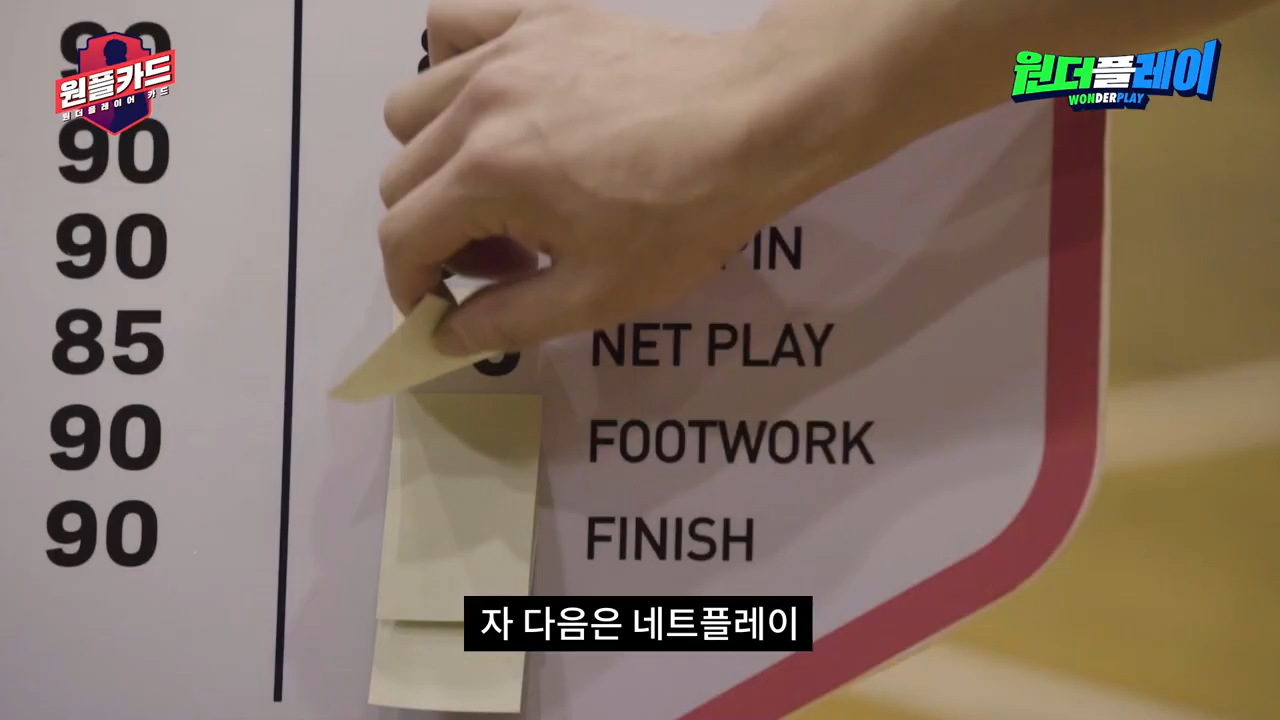 90
원플카드
원더플레이어 카드
원더플레이
WONDERPLAY
90
90
PIN
85
NET PLAY
90
FOOTWORK
90
FINISH
자 다음은 네트플레이